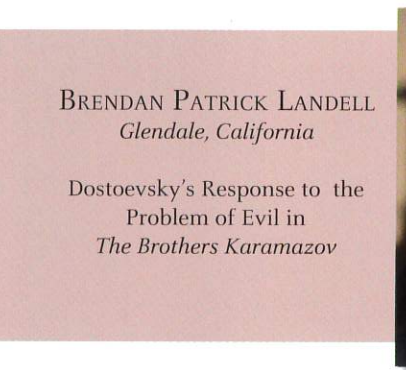 BRENDAN PATRICK LANDELL
Glendale, California
Dostoevsky's Response to the
Problem of Evil in
The Brothers Karamazov